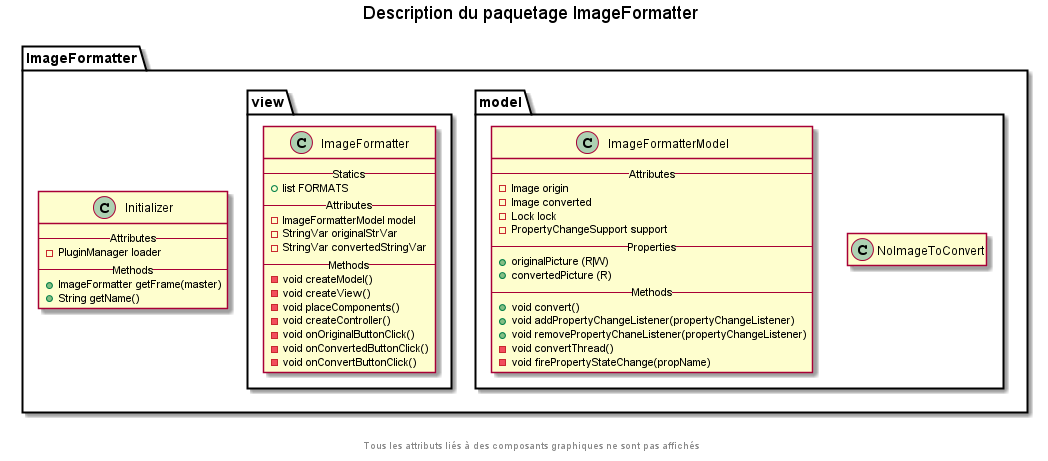 Description du paquetage ImageFormatter
ImageFormatter
Initializer
Attributes
PluginManager loader
Methods
ImageFormatter getFrame(master)
String getName()
view
ImageFormatter
Statics
list FORMATS
Attributes
ImageFormatterModel model
StringVar originalStrVar
StringVar convertedStringVar
Methods
void createModel()
void createView()
void placeComponents()
void createController()
void onOriginalButtonClick()
void onConvertedButtonClick()
void onConvertButtonClick()
model
ImageFormatterModel
Attributes
Image origin
Image converted
Lock lock
PropertyChangeSupport support
Properties
originalPicture (R|W)
convertedPicture (R)
Methods
void convert()
void addPropertyChangeListener(propertyChangeListener)
void removePropertyChaneListener(propertyChangeListener)
void convertThread()
void firePropertyStateChange(propName)
NoImageToConvert
Tous les attributs liés à des composants graphiques ne sont pas affichés